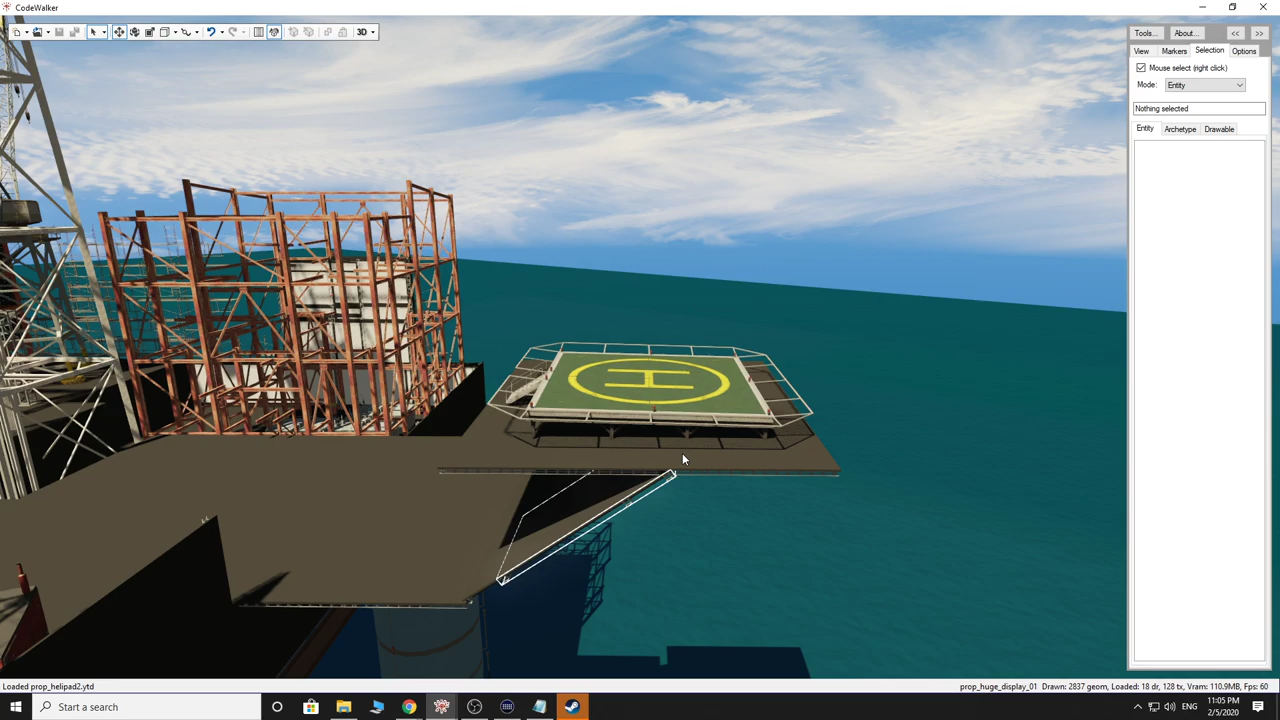 CodeWalker
3D
Tools... About... << >>
View Markers Selection Options
Mouse select (right click)
Mode: Entity
Nothing selected
Entity Archetype Drawable
H
Loaded prop_helipad2.ytd
prop_huge_display_01 Drawn: 2837 geom, Loaded: 18 dr, 128 tx, Vram: 110.9MB, Fps: 60
Start a search
ENG
11:05 PM
2/5/2020